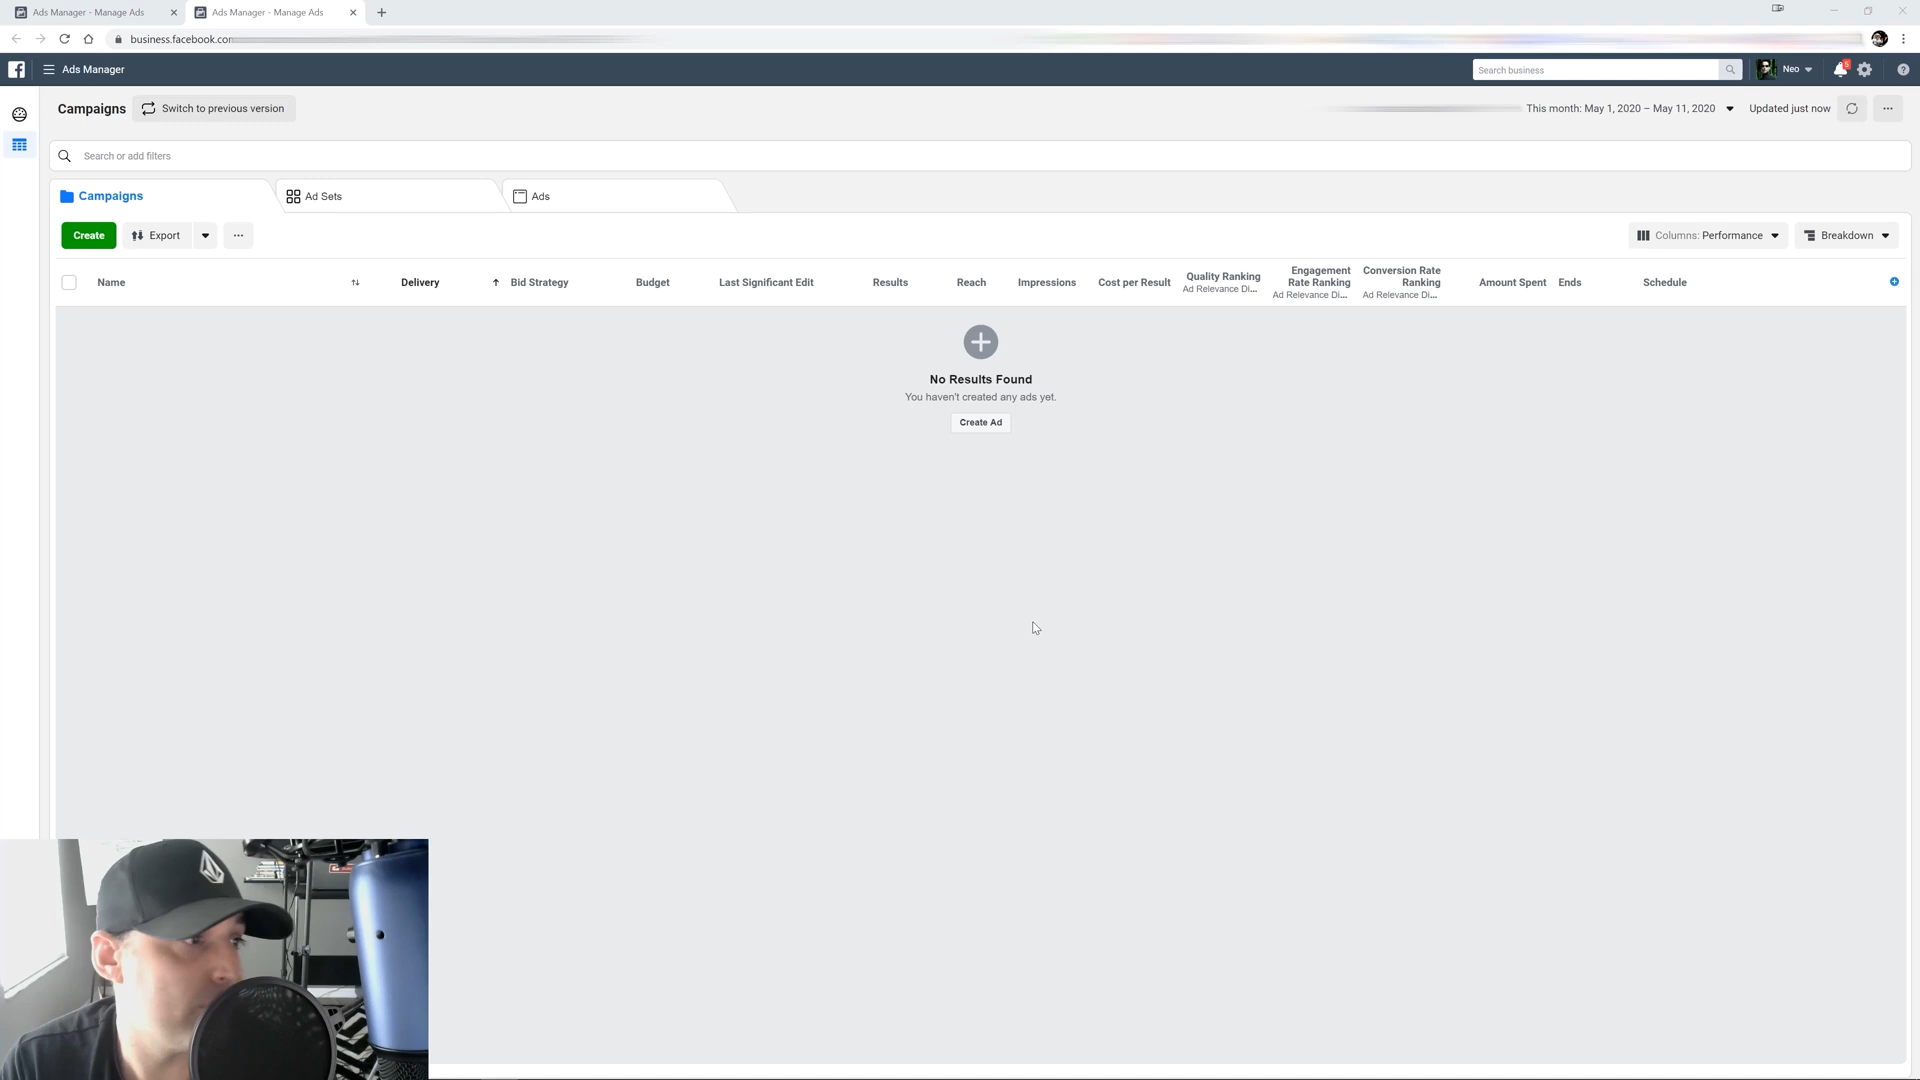 Ads Manager - Manage Ads
Ads Manager - Manage Ads
business.facebook.com
Ads Manager
Search business
Neo
5
Campaigns
Switch to previous version
This month: May 1, 2020 – May 11, 2020
Updated just now
Search or add filters
Campaigns
Ad Sets
Ads
Create
Export
Columns: Performance
Breakdown
Name
Delivery
Bid Strategy
Budget
Last Significant Edit
Results
Reach
Impressions
Cost per Result
Quality Ranking
Ad Relevance Di...
Engagement
Rate Ranking
Ad Relevance Di...
Conversion Rate
Ranking
Ad Relevance Di...
Amount Spent
Ends
Schedule
No Results Found
You haven't created any ads yet.
Create Ad